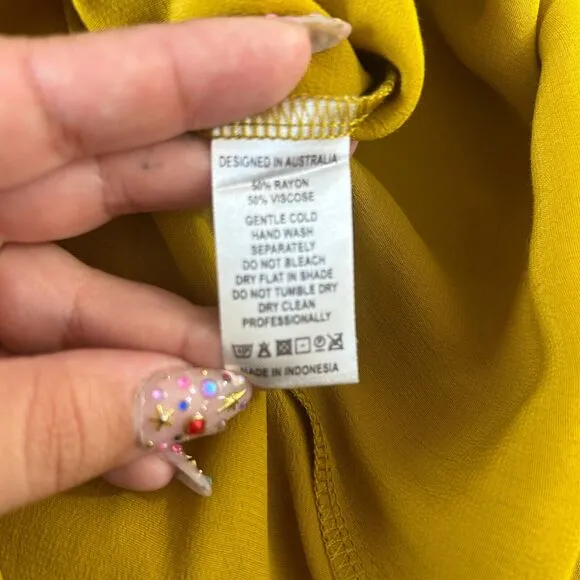 DESIGNED IN AUSTRALIA
50% RAYON
50% VISCOSE
GENTLE COLD
HAND WASH
SEPARATELY
DO NOT BLEACH
DRY FLAT IN SHADE
DO NOT TUMBLE DRY
DRY CLEAN
PROFESSIONALLY
MADE IN INDONESIA